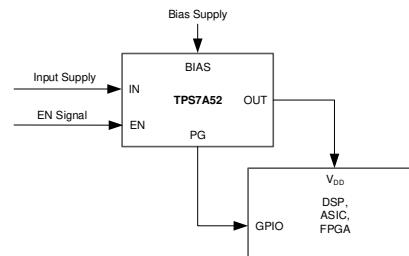 Bias Supply
BIAS
Input Supply
IN
TPS7A52
OUT
EN Signal
EN
PG
VDD
DSP,
ASIC,
FPGA
GPIO